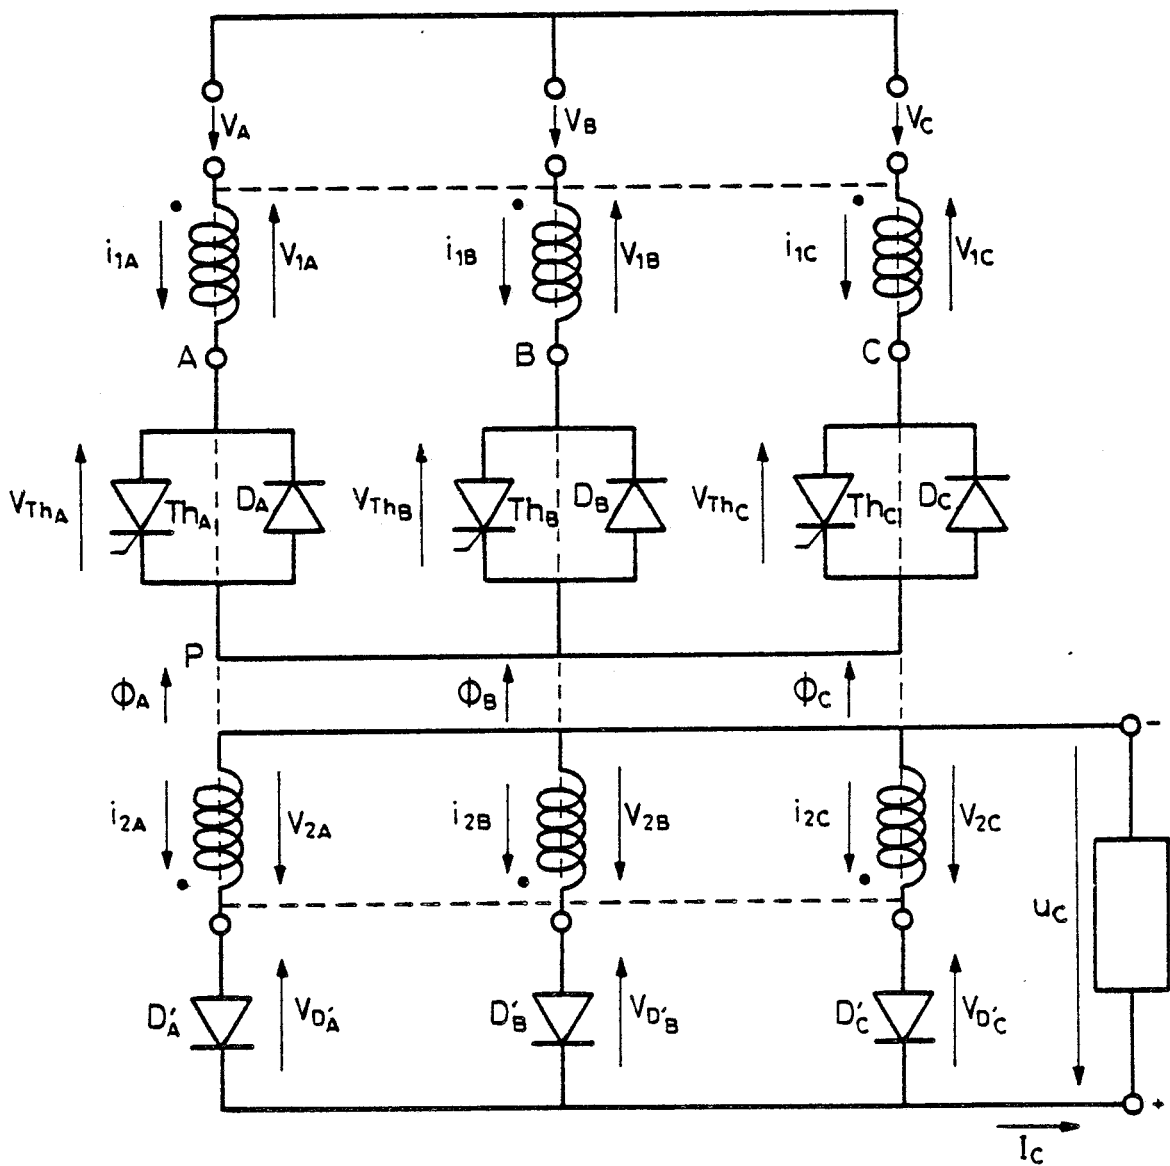 VA VB VC
i1A V1A i1B V1B i1C V1C
A B C
VThA ThA DA VThB ThB DB VThC ThC DC
P
ΦA ΦB ΦC
-
i2A V2A i2B V2B i2C V2C
uC
D'A VD'A D'B VD'B D'C VD'C
+
IC